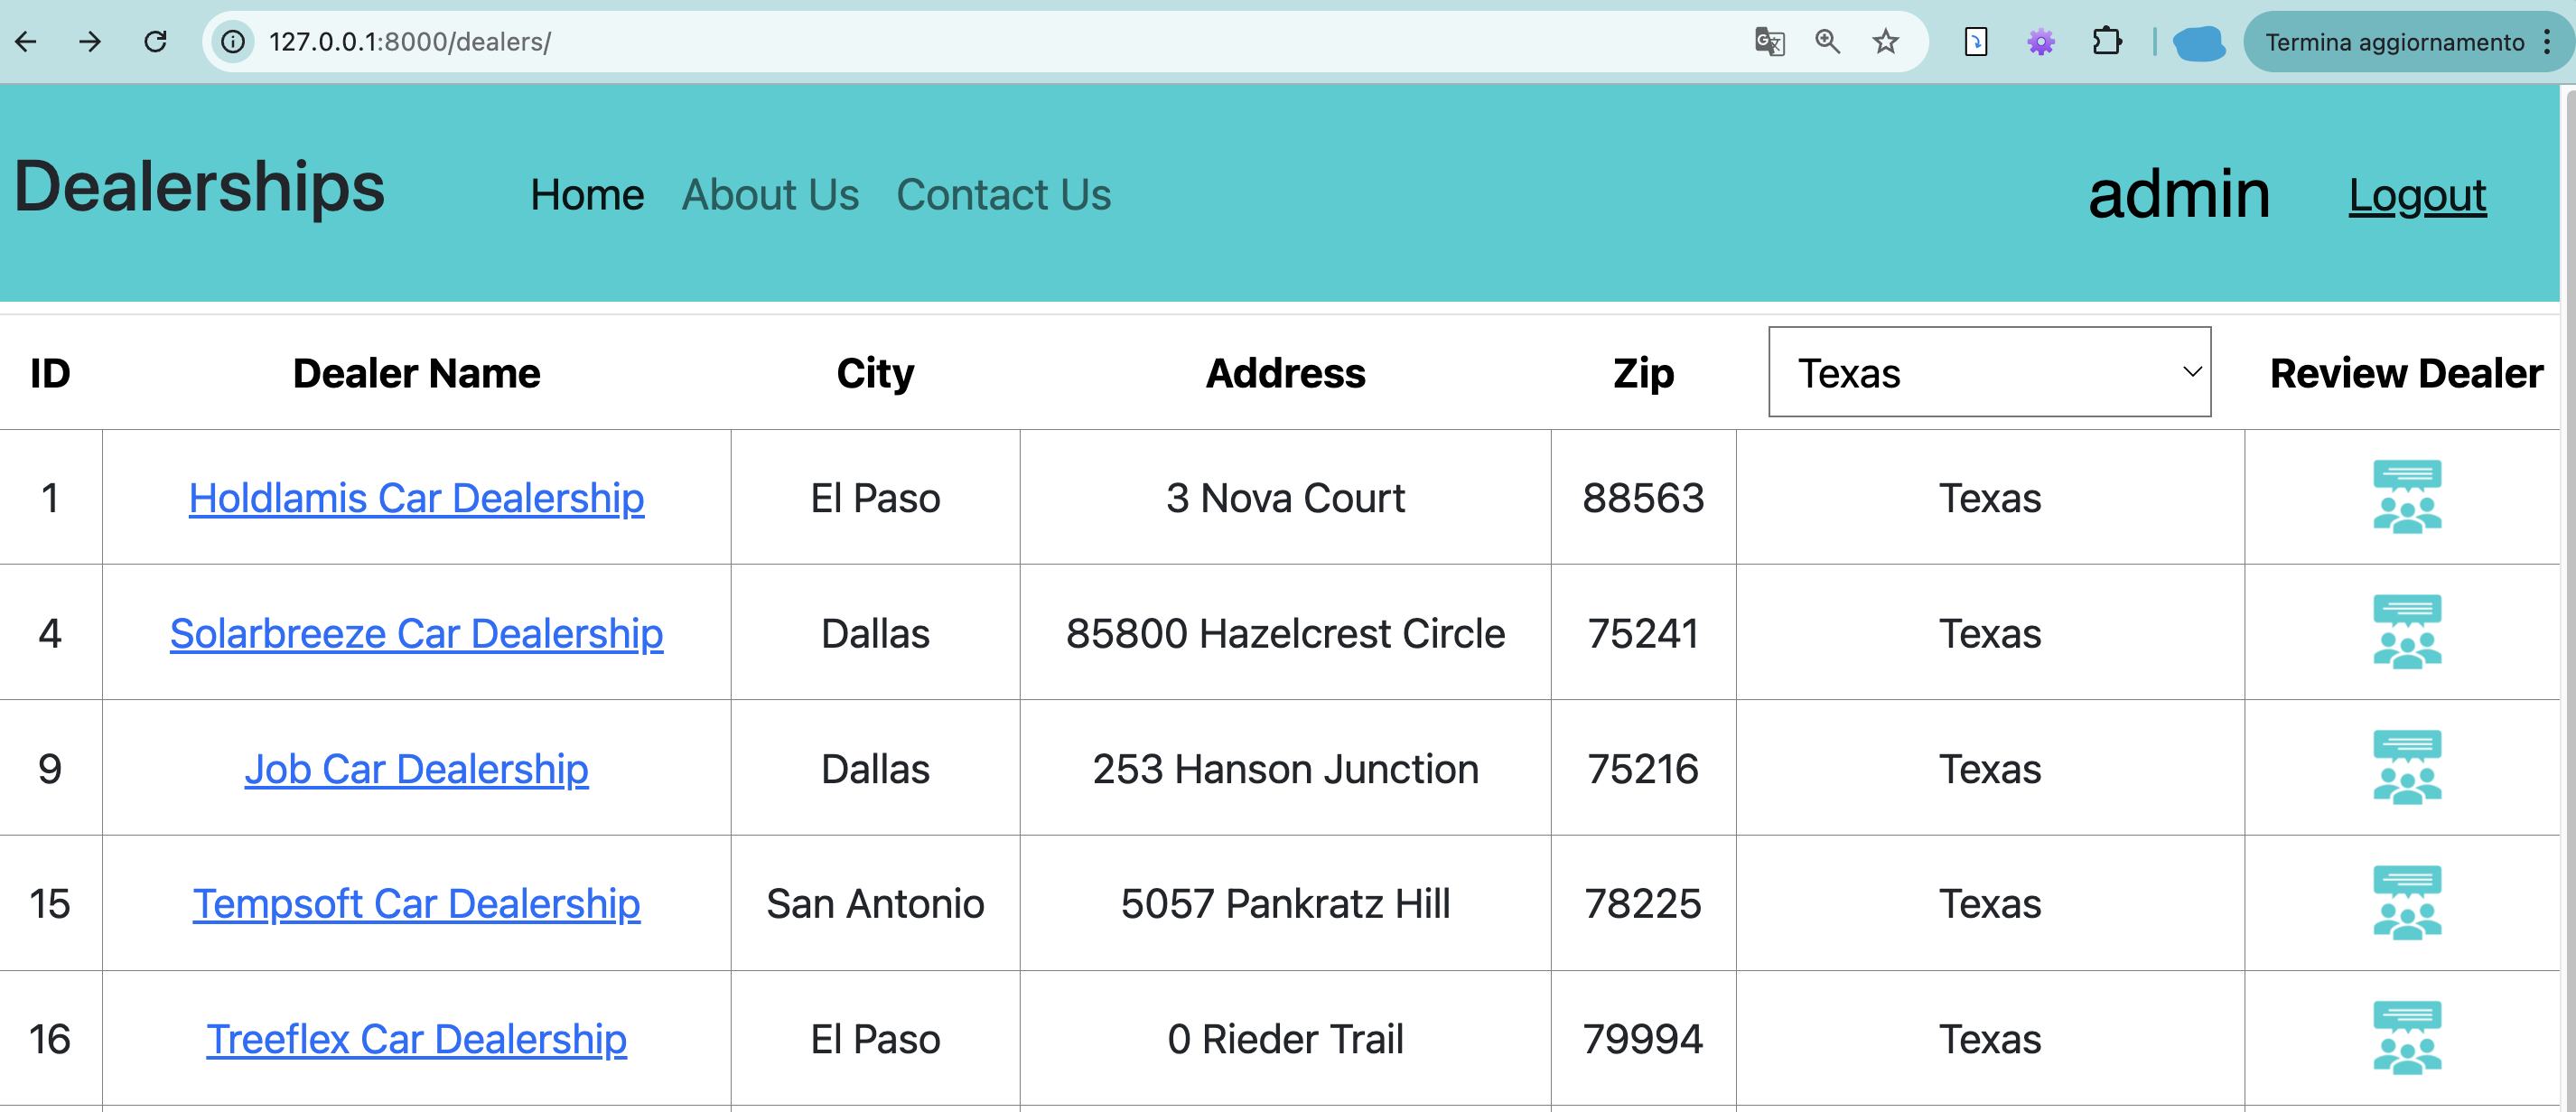 127.0.0.1:8000/dealers/ Termina aggiornamento
Dealerships Home About Us Contact Us admin Logout
ID Dealer Name City Address Zip Texas Review Dealer
1 Holdlamis Car Dealership El Paso 3 Nova Court 88563 Texas
4 Solarbreeze Car Dealership Dallas 85800 Hazelcrest Circle 75241 Texas
9 Job Car Dealership Dallas 253 Hanson Junction 75216 Texas
15 Tempsoft Car Dealership San Antonio 5057 Pankratz Hill 78225 Texas
16 Treeflex Car Dealership El Paso 0 Rieder Trail 79994 Texas